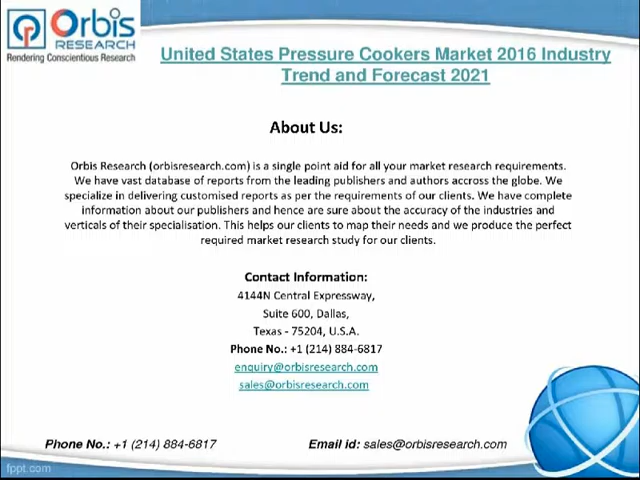 Orbis
RESEARCH
Rendering Conscientious Research
United States Pressure Cookers Market 2016 Industry
Trend and Forecast 2021
About Us:
Orbis Research (orbisresearch.com) is a single point aid for all your market research requirements.
We have vast database of reports from the leading publishers and authors accross the globe. We
specialize in delivering customised reports as per the requirements of our clients. We have complete
information about our publishers and hence are sure about the accuracy of the industries and
verticals of their specialisation. This helps our clients to map their needs and we produce the perfect
required market research study for our clients.
Contact Information:
4144N Central Expressway,
Suite 600, Dallas,
Texas - 75204, U.S.A.
Phone No.: +1 (214) 884-6817
enquiry@orbisresearch.com
sales@orbisresearch.com
Phone No.: +1 (214) 884-6817 Email id: sales@orbisresearch.com
fppt.com